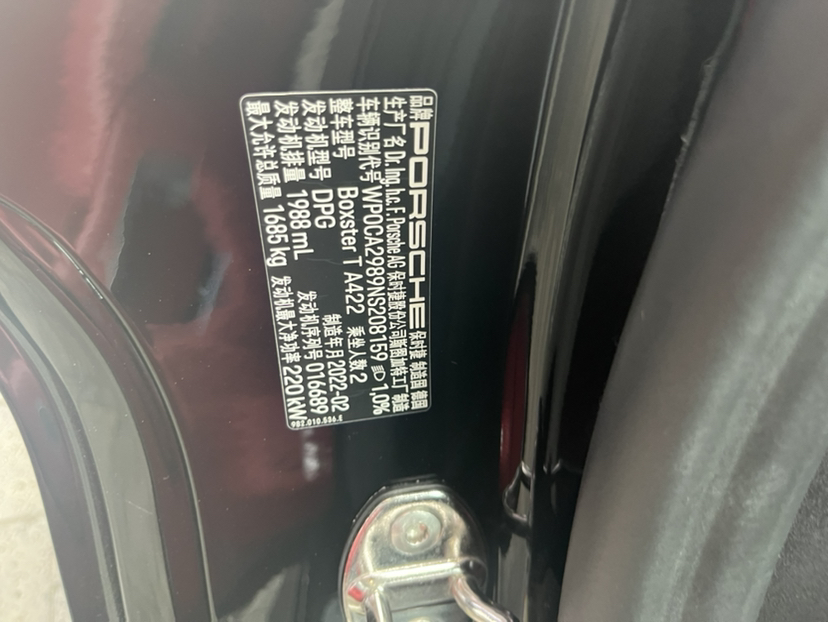 品牌 PORSCHE 保时捷 制造国 德国
生产厂名 Dr. Ing. h.c. F. Porsche AG 保时捷股份公司斯图加特工厂制造
车辆识别代号 WP0CA2989NS208159 1,0%
整车型号 Boxster T A422 乘坐人数 2
发动机型号 DPG 制造年月 2022-02
发动机排量 1988 mL 发动机序列号 016689
最大允许总质量 1685 kg 发动机最大净功率 220 kW
982.010.536.E